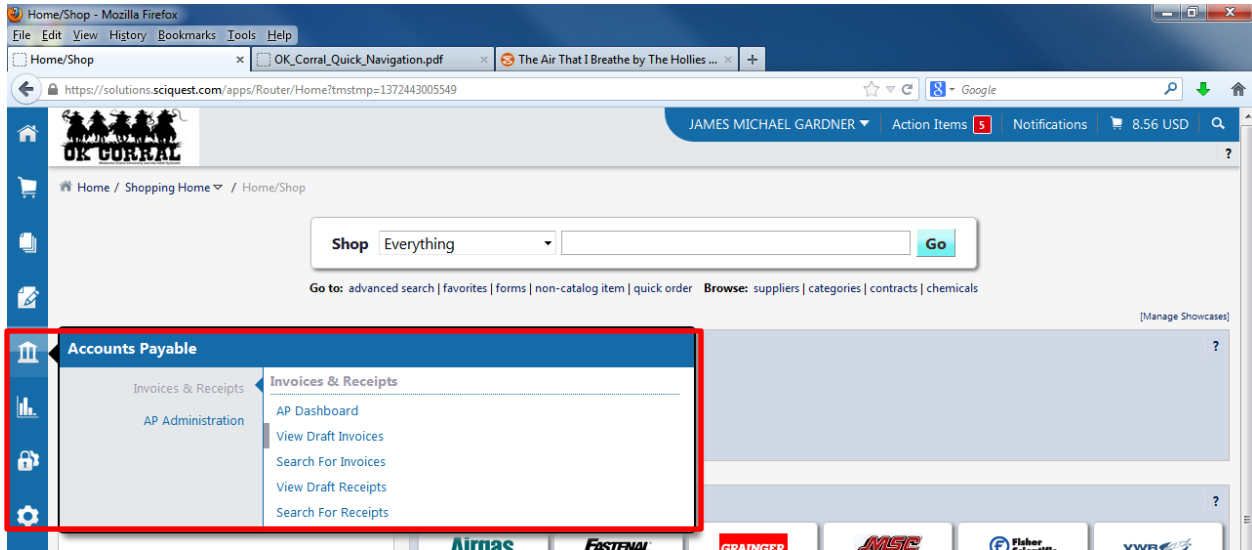 Home/Shop - Mozilla Firefox
File Edit View History Bookmarks Tools Help
Home/Shop × OK_Corral_Quick_Navigation.pdf × The Air That I Breathe by The Hollies ... × +
https://solutions.sciquest.com/apps/Router/Home?tmstmp=1372443005549 Google
OK CORRAL
JAMES MICHAEL GARDNER Action Items 5 Notifications 8.56 USD
?
Home / Shopping Home / Home/Shop
Shop Everything Go
Go to: advanced search | favorites | forms | non-catalog item | quick order Browse: suppliers | categories | contracts | chemicals
[Manage Showcases]
Accounts Payable ?
Invoices & Receipts Invoices & Receipts
AP Dashboard
AP Administration
View Draft Invoices
Search For Invoices
View Draft Receipts
?
Search For Receipts
Airgas FASTENAL GRAINGER MSC Fisher VWR